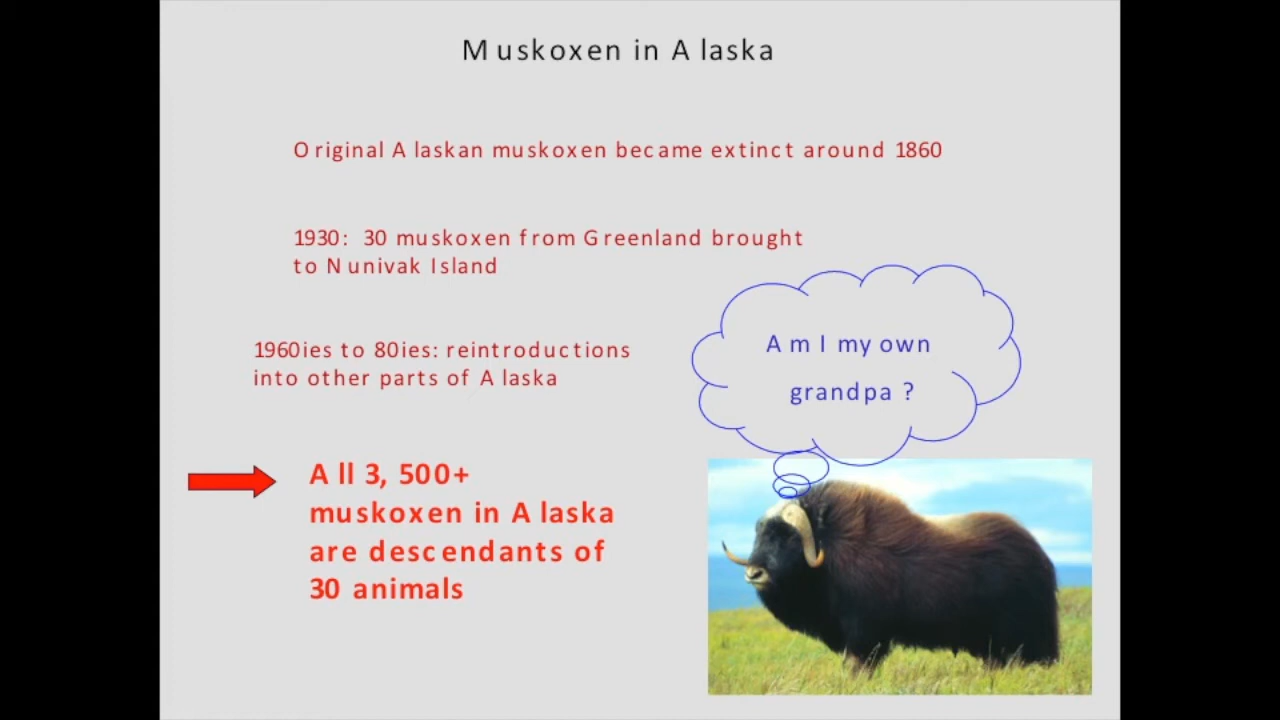 Muskoxen in Alaska
Original Alaskan muskoxen became extinct around 1860
1930: 30 muskoxen from Greenland brought
to Nunivak Island
1960ies to 80ies: reintroductions
into other parts of Alaska
Am I my own
grandpa ?
All 3, 500+
muskoxen in Alaska
are descendants of
30 animals